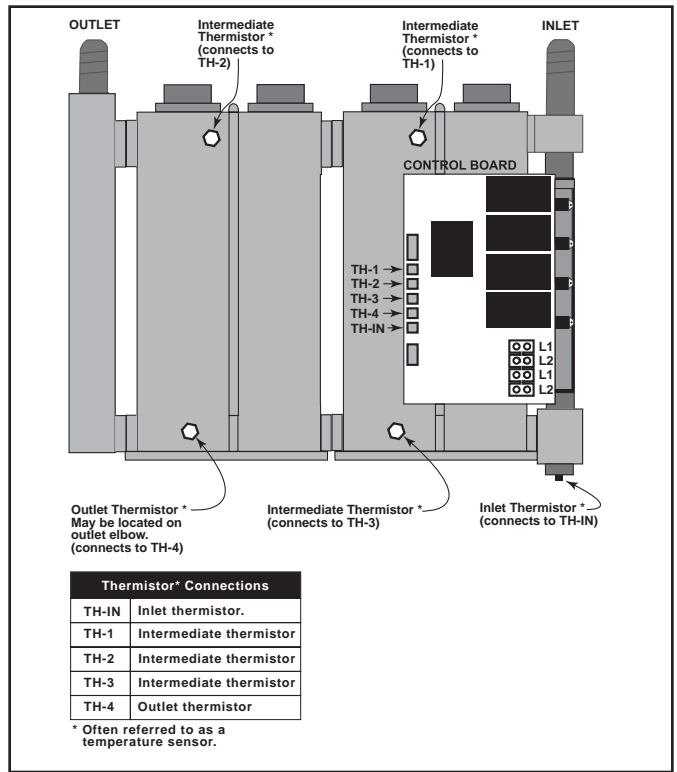 OUTLET
Intermediate
Thermistor *
(connects to
TH-2)
Intermediate
Thermistor *
(connects to
TH-1)
INLET
CONTROL BOARD
TH-1
TH-2
TH-3
TH-4
TH-IN
L1
L2
L1
L2
Outlet Thermistor *
May be located on
outlet elbow.
(connects to TH-4)
Intermediate Thermistor *
(connects to TH-3)
Inlet Thermistor *
(connects to TH-IN)
Thermistor* Connections
TH-IN Inlet thermistor.
TH-1 Intermediate thermistor
TH-2 Intermediate thermistor
TH-3 Intermediate thermistor
TH-4 Outlet thermistor
* Often referred to as a
temperature sensor.